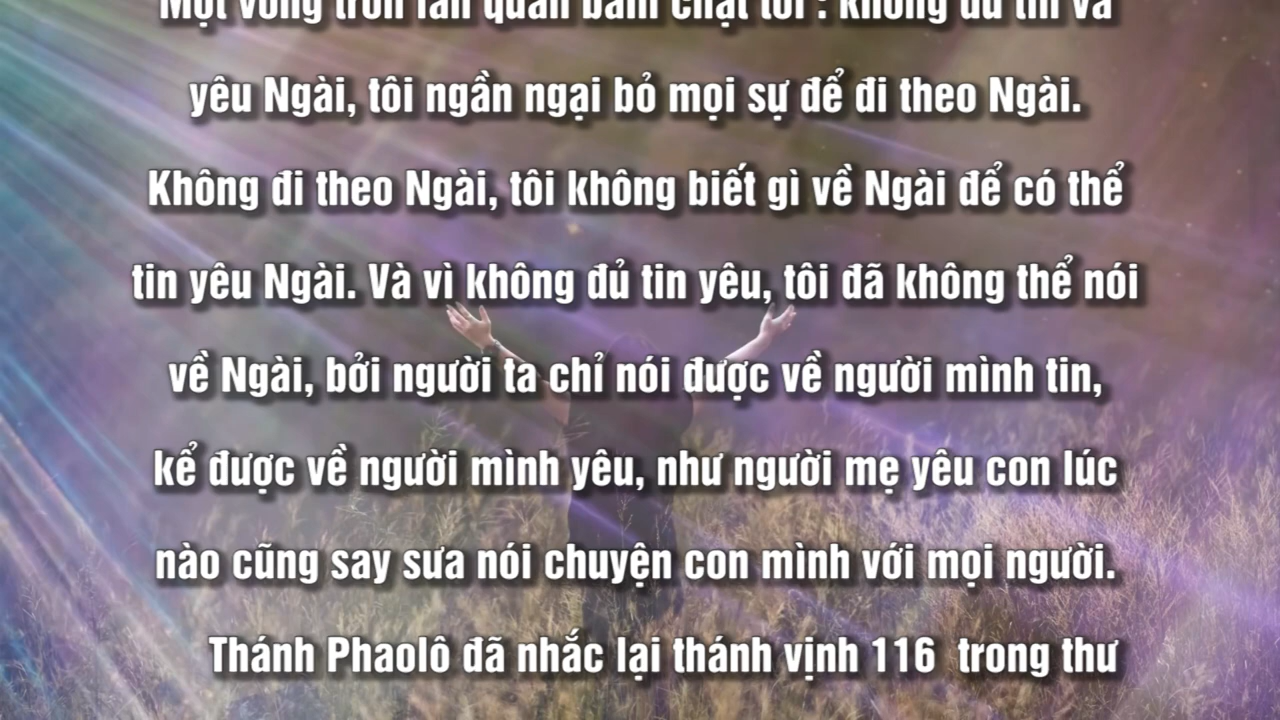 Một vòng tròn lẩn quẩn bám chặt tôi : không đủ tin và
yêu Ngài, tôi ngần ngại bỏ mọi sự để đi theo Ngài.
Không đi theo Ngài, tôi không biết gì về Ngài để có thể
tin yêu Ngài. Và vì không đủ tin yêu, tôi đã không thể nói
về Ngài, bởi người ta chỉ nói được về người mình tin,
kể được về người mình yêu, như người mẹ yêu con lúc
nào cũng say sưa nói chuyện con mình với mọi người.
Thánh Phaolô đã nhắc lại thánh vịnh 116 trong thư